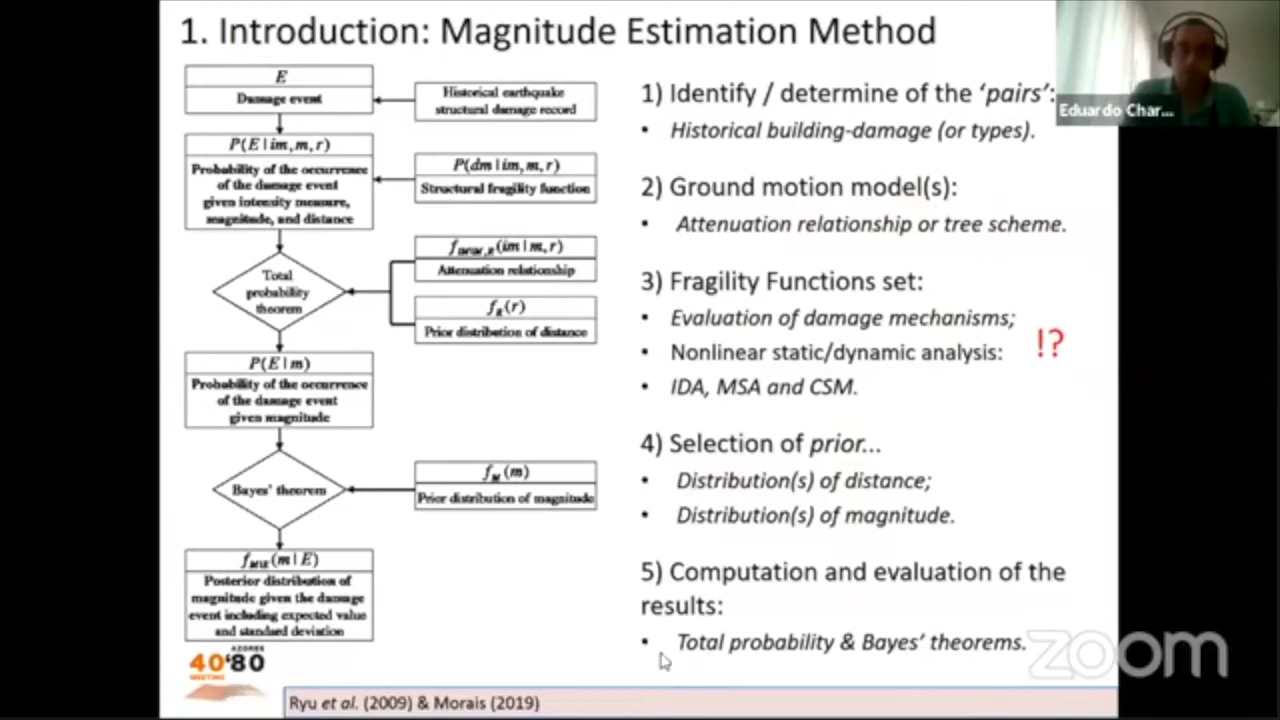 1. Introduction: Magnitude Estimation Method
E
Damage event
Historical earthquake
structural damage record
P(E | im, m, r)
Probability of the occurrence
of the damage event
given intensity measure,
magnitude, and distance
P(dm | im, m, r)
Structural fragility function
Total
probability
theorem
(im | m, r)
Attenuation relationship
f_R(r)
Prior distribution of distance
P(E | m)
Probability of the occurrence
of the damage event
given magnitude
Bayes' theorem
f_M(m)
Prior distribution of magnitude
(m | E)
Posterior distribution of
magnitude given the damage
event including expected value
and standard deviation
1) Identify / determine of the 'pairs':
• Historical building-damage (or types).
2) Ground motion model(s):
• Attenuation relationship or tree scheme.
3) Fragility Functions set:
• Evaluation of damage mechanisms;
• Nonlinear static/dynamic analysis:
• IDA, MSA and CSM.
!?
4) Selection of prior...
• Distribution(s) of distance;
• Distribution(s) of magnitude.
5) Computation and evaluation of the
results:
• Total probability & Bayes' theorems.
Eduardo Char...
AZORES
40'80
MEETING
Ryu et al. (2009) & Morais (2019)
zoom